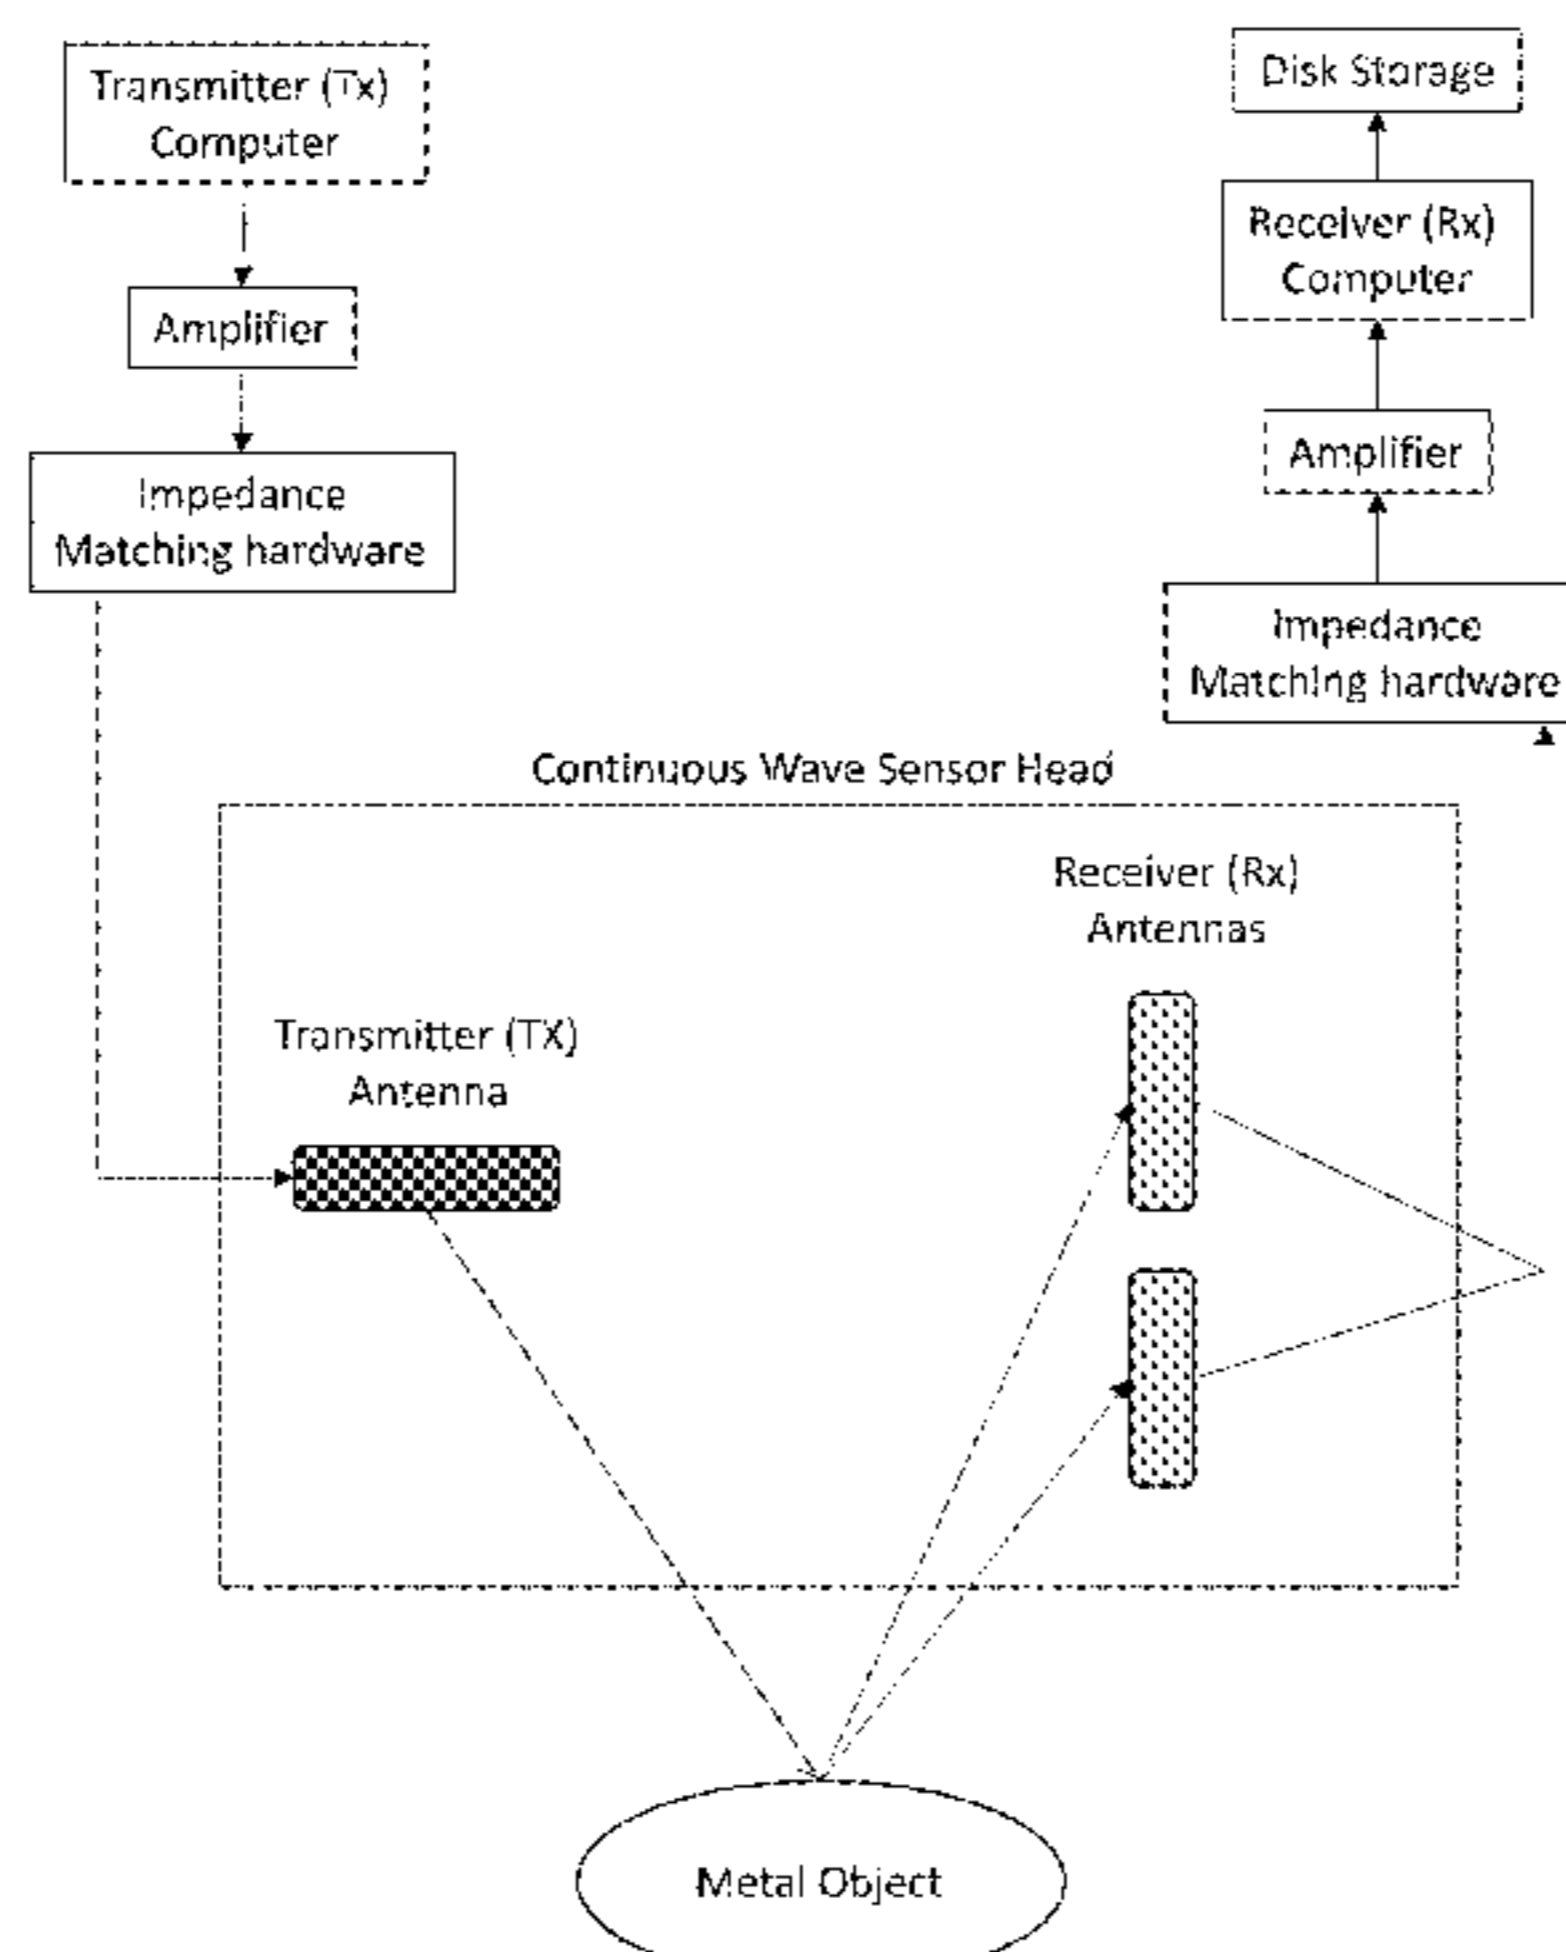 Transmitter (Tx)
Computer
Amplifier
Impedance
Matching hardware
Disk Storage
Receiver (Rx)
Computer
Amplifier
Impedance
Matching hardware
Continuous Wave Sensor Head
Receiver (Rx)
Antennas
Transmitter (TX)
Antenna
Metal Object